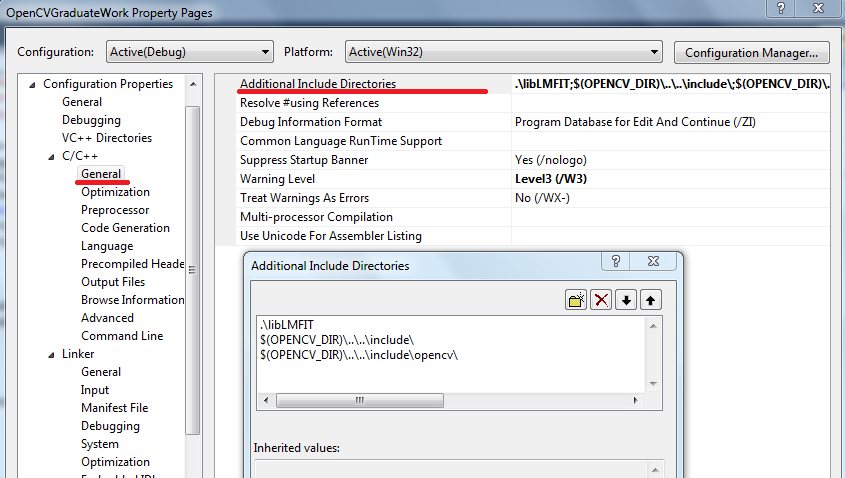 OpenCVGraduateWork Property Pages
Configuration: Active(Debug) Platform: Active(Win32) Configuration Manager...
Configuration Properties
General
Debugging
VC++ Directories
C/C++
General
Optimization
Preprocessor
Code Generation
Language
Precompiled Heade
Output Files
Browse Information
Advanced
Command Line
Linker
General
Input
Manifest File
Debugging
System
Optimization
Additional Include Directories .\libLMFIT;$(OPENCV_DIR)\..\..\include\;$(OPENCV_DIR)\..
Resolve #using References
Debug Information Format Program Database for Edit And Continue (/ZI)
Common Language RunTime Support
Suppress Startup Banner Yes (/nologo)
Warning Level Level3 (/W3)
Treat Warnings As Errors No (/WX-)
Multi-processor Compilation
Use Unicode For Assembler Listing
Additional Include Directories
.\libLMFIT
$(OPENCV_DIR)\..\..\include\
$(OPENCV_DIR)\..\..\include\opencv\
Inherited values: